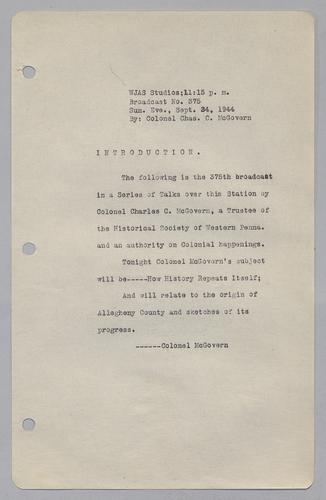 WJAS Studios;11:15 p. m.
Broadcast No. 375
Sun. Eve., Sept. 24, 1944
By: Colonel Chas. C. McGovern
INTRODUCTION.
The following is the 375th broadcast
in a Series of Talks over this Station by
Colonel Charles C. McGovern, a Trustee of
the Historical Society of Western Penna.
and an authority on Colonial happenings.
Tonight Colonel McGovern's subject
will be-----How History Repeats Itself;
And will relate to the origin of
Allegheny County and sketches of its
progress.
------Colonel McGovern